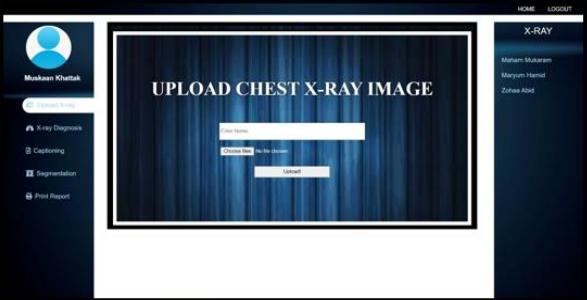 HOME LOGOUT
Muskaan Khattak
Upload X-ray
X-ray Diagnosis
Captioning
Segmentation
Print Report
UPLOAD CHEST X-RAY IMAGE
Enter Name
Choose files No file chosen
Upload!
X-RAY
Maham Mukaram
Maryum Hamid
Zohaa Abid